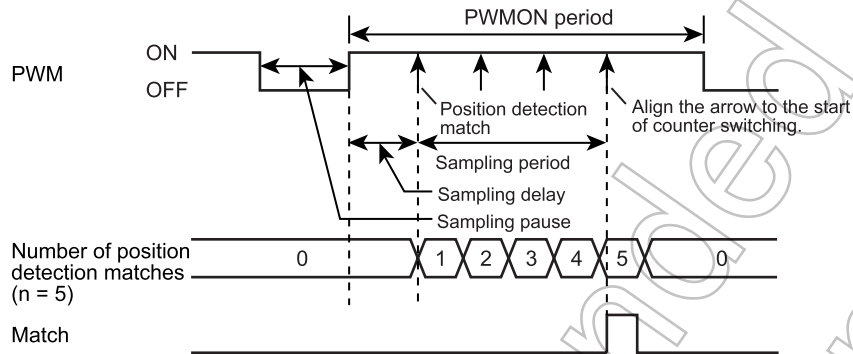 PWMON period
ON
PWM
OFF
Position detection
match
Align the arrow to the start
of counter switching.
Sampling period
Sampling delay
Sampling pause
Number of position
detection matches
(n = 5)
0 1 2 3 4 5 0
Match